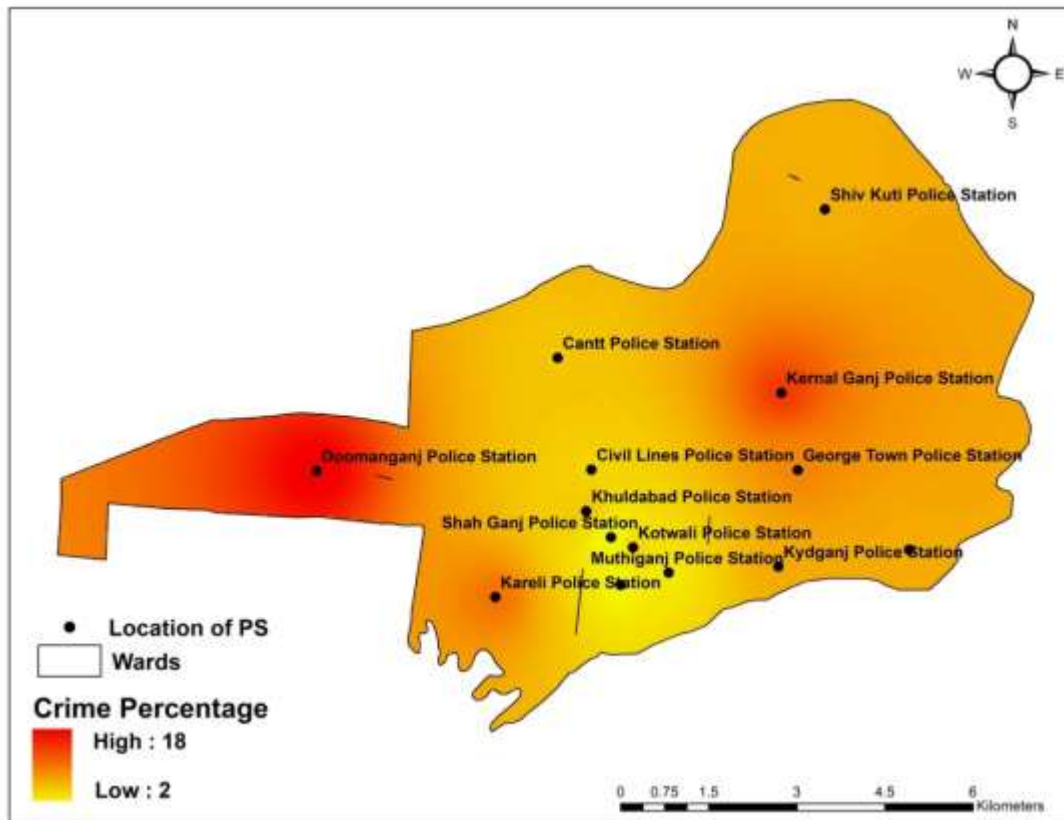 N
W E
S
Shiv Kuti Police Station
Cantt Police Station
Kernal Ganj Police Station
Doomanganj Police Station
Civil Lines Police Station
George Town Police Station
Khuldabad Police Station
Shah Ganj Police Station
Kotwali Police Station
Muthiganj Police Station
Kydganj Police Station
Kareli Police Station
Location of PS
Wards
Crime Percentage
High : 18
Low : 2
0 0.75 1.5 3 4.5 6
Kilometers